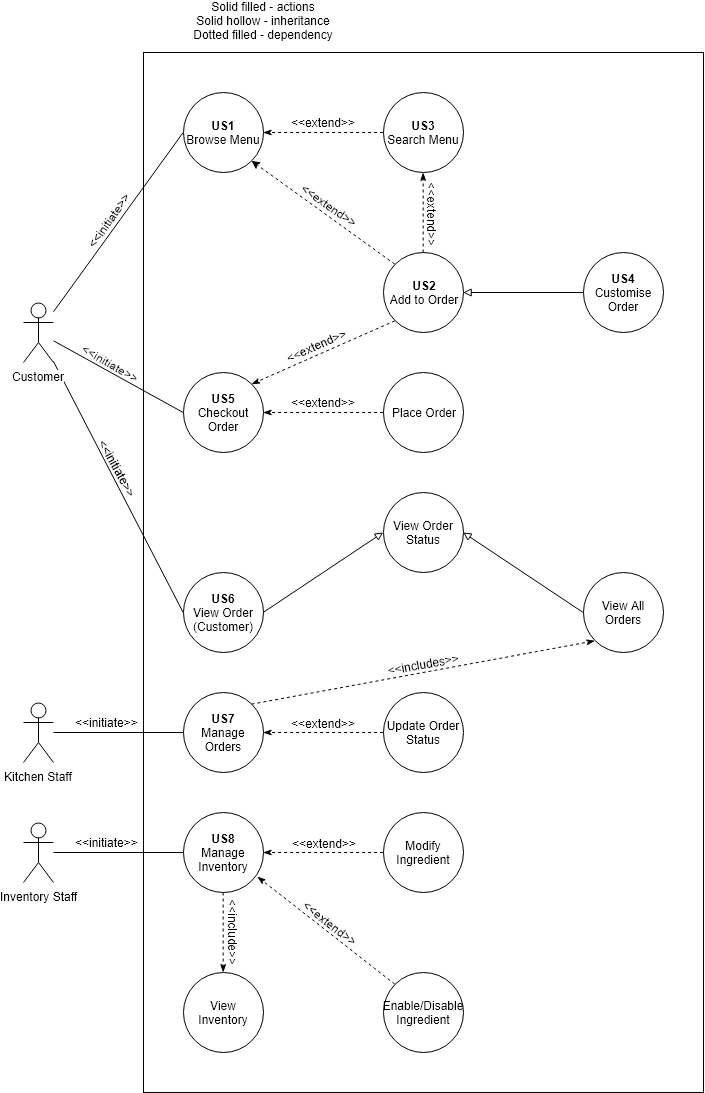 Solid filled - actions
Solid hollow - inheritance
Dotted filled - dependency
US1
Browse Menu
<<extend>>
US3
Search Menu
<<initiate>>
<<extend>>
<<extend>>
US2
Add to Order
US4
Customise
Order
Customer
<<initiate>>
<<extend>>
US5
Checkout
Order
<<extend>>
Place Order
<<initiate>>
View Order
Status
US6
View Order
(Customer)
View All
Orders
<<includes>>
Kitchen Staff
<<initiate>>
US7
Manage
Orders
<<extend>>
Update Order
Status
Inventory Staff
<<initiate>>
US8
Manage
Inventory
<<extend>>
Modify
Ingredient
<<include>>
<<extend>>
View
Inventory
Enable/Disable
Ingredient